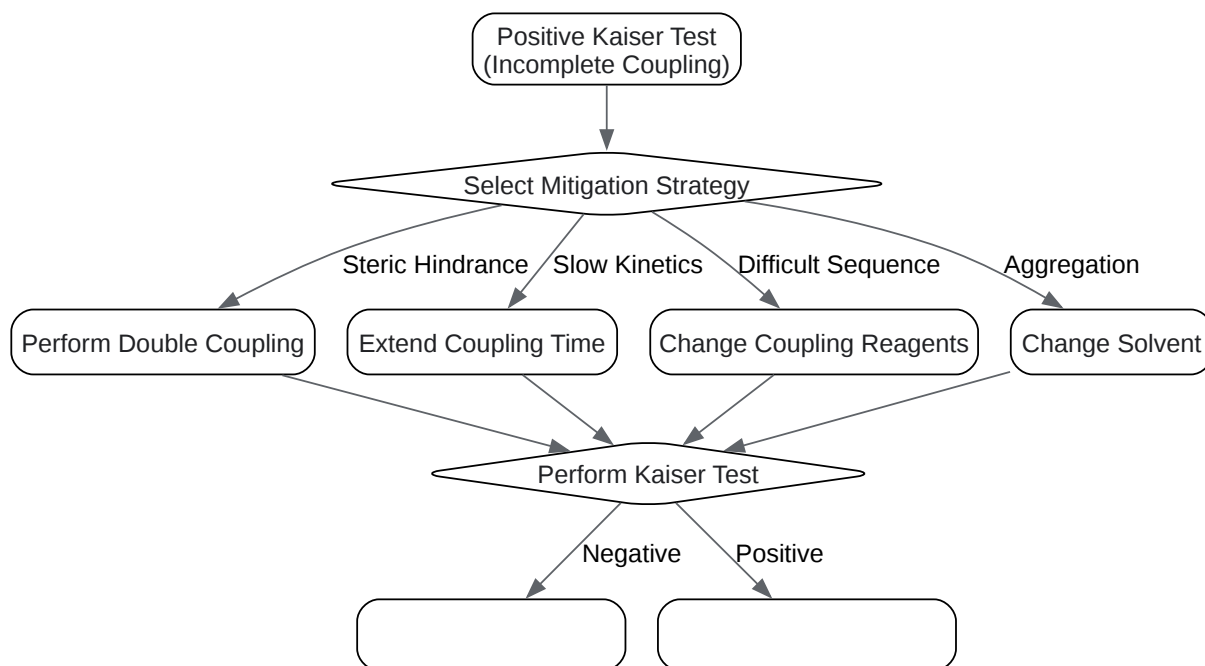 Positive Kaiser Test
(Incomplete Coupling)
Select Mitigation Strategy
Steric Hindrance
Slow Kinetics
Difficult Sequence
Aggregation
Perform Double Coupling
Extend Coupling Time
Change Coupling Reagents
Change Solvent
Perform Kaiser Test
Negative
Positive